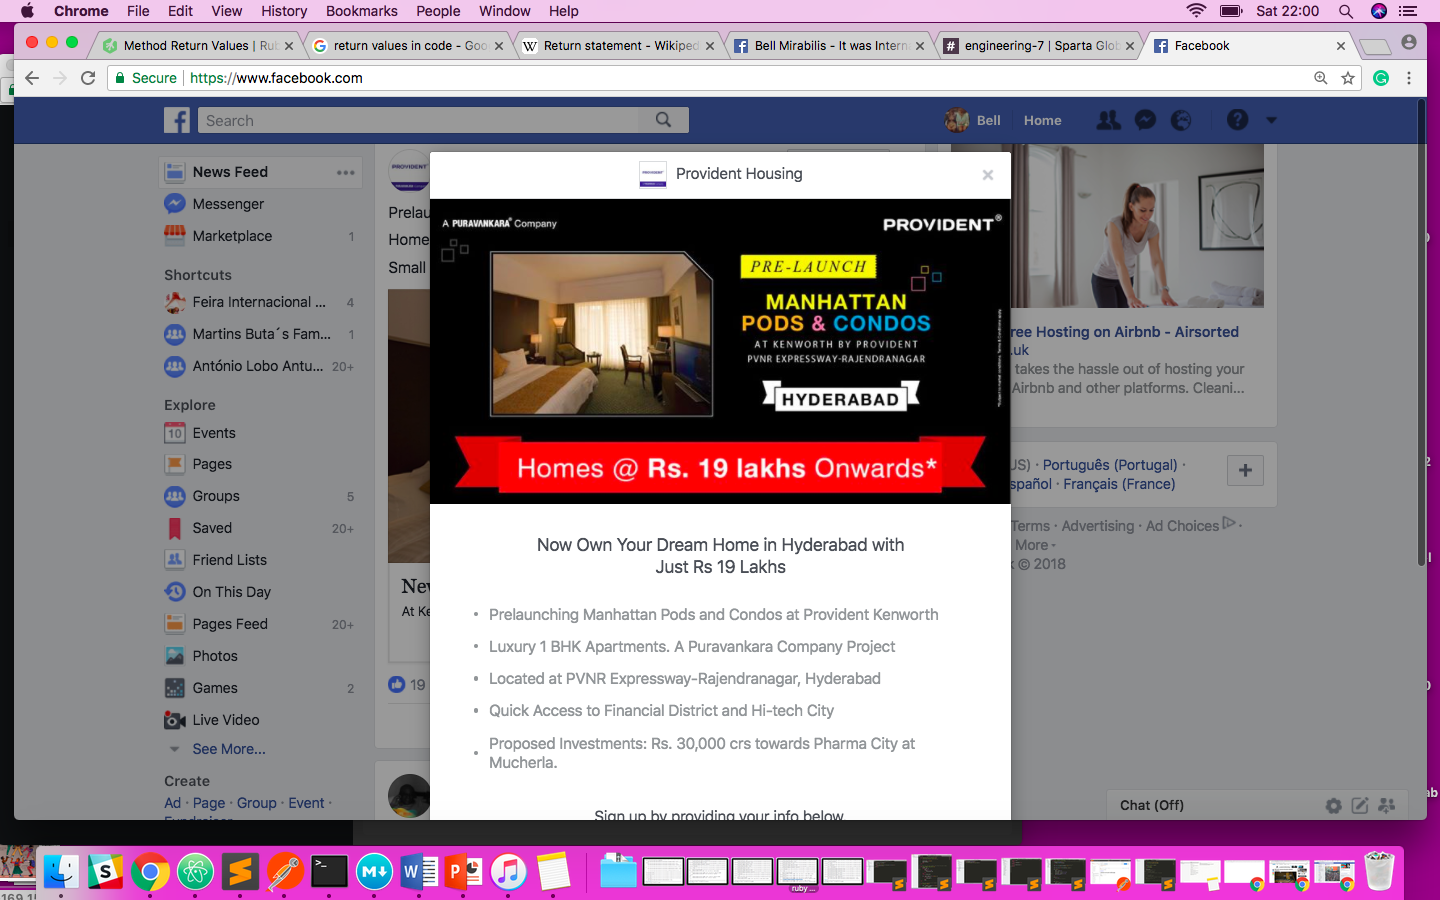 Chrome File Edit View History Bookmarks People Window Help Sat 22:00
Method Return Values | Rub
return values in code - Goo
Return statement - Wikiped
Bell Mirabilis - It was Intern
engineering-7 | Sparta Glob
Facebook
Secure https://www.facebook.com
Search
Bell Home
News Feed
Messenger
Marketplace 1
Shortcuts
Feira Internacional ... 4
Martins Buta´s Fam... 1
António Lobo Antu... 20+
Explore
10 Events
Pages
Groups 5
Saved 20+
Friend Lists
On This Day
Pages Feed 20+
Photos
Games 2
Live Video
See More...
Create
Ad · Page · Group · Event ·
Fundraiser
PROVIDENT
Prelau
Home
Small
At Ke
19
Provident Housing
A PURAVANKARA® Company
PROVIDENT®
PRE-LAUNCH
MANHATTAN
PODS & CONDOS
AT KENWORTH BY PROVIDENT
PVNR EXPRESSWAY-RAJENDRANAGAR
HYDERABAD
Homes @ Rs. 19 lakhs Onwards*
Now Own Your Dream Home in Hyderabad with
Just Rs 19 Lakhs
• Prelaunching Manhattan Pods and Condos at Provident Kenworth
• Luxury 1 BHK Apartments. A Puravankara Company Project
• Located at PVNR Expressway-Rajendranagar, Hyderabad
• Quick Access to Financial District and Hi-tech City
• Proposed Investments: Rs. 30,000 crs towards Pharma City at
Mucherla.
Sign up by providing your info below
ree Hosting on Airbnb - Airsorted
.uk
takes the hassle out of hosting your
Airbnb and other platforms. Cleani...
US) · Português (Portugal) ·
spañol · Français (France)
Terms · Advertising · Ad Choices ·
More
© 2018
Chat (Off)
ruby ...